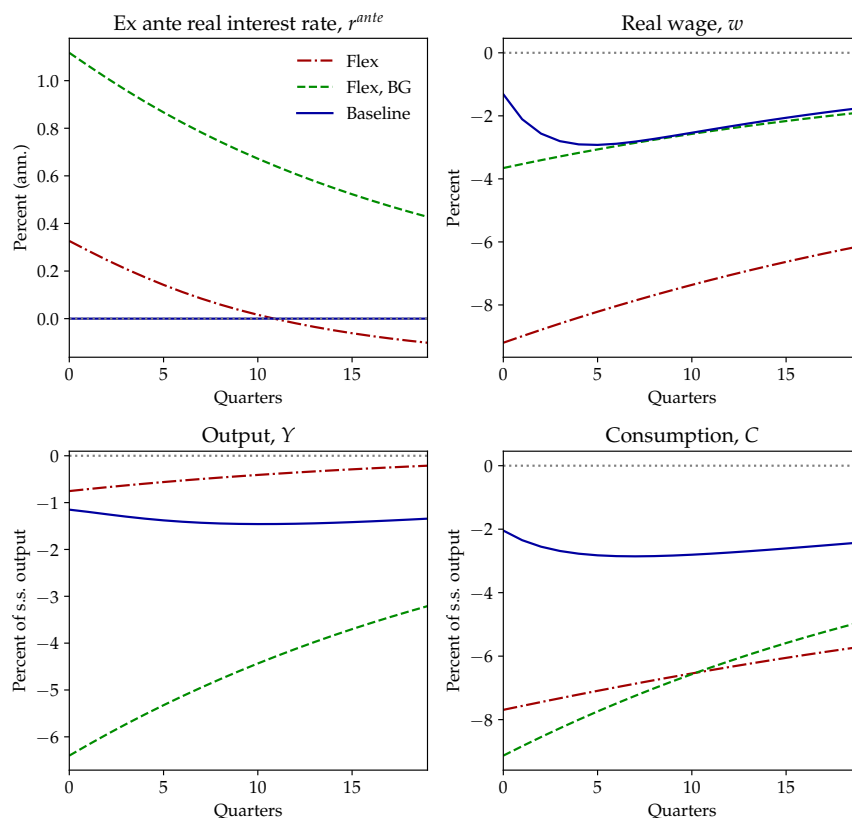 Ex ante real interest rate, r^ante
Flex
Flex, BG
Baseline
Percent (ann.)
1.0
0.8
0.6
0.4
0.2
0.0
0
5
10
15
Quarters
Real wage, w
Percent
0
−2
−4
−6
−8
0
5
10
15
Quarters
Output, Y
Percent of s.s. output
0
−1
−2
−3
−4
−5
−6
0
5
10
15
Quarters
Consumption, C
Percent of s.s. output
0
−2
−4
−6
−8
0
5
10
15
Quarters